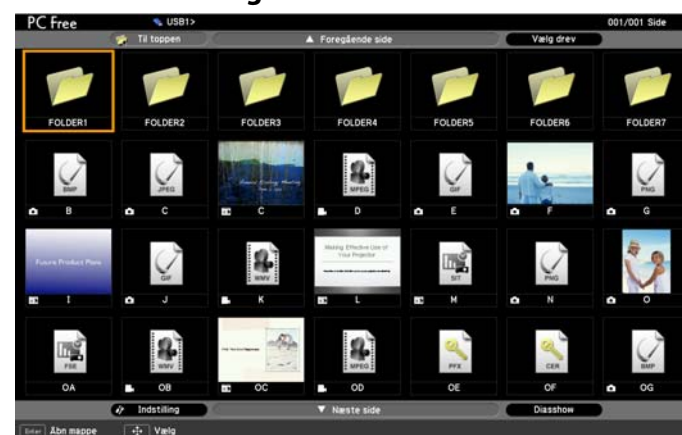 PC Free USB1> 001/001 Side
Til toppen ▲ Foregående side Vælg drev
FOLDER1 FOLDER2 FOLDER3 FOLDER4 FOLDER5 FOLDER6 FOLDER7
BMP JPEG MPEG GIF PNG
B C C D E F G
Future Product Plans GIF WMV Making Effective Use of SIT PNG
Your Projector
I J K L M N O
FSE WMV MPEG PFX CER BMP
OA OB OC OD OE OF OG
Indstilling ▼ Næste side Diasshow
Enter Åbn mappe Vælg